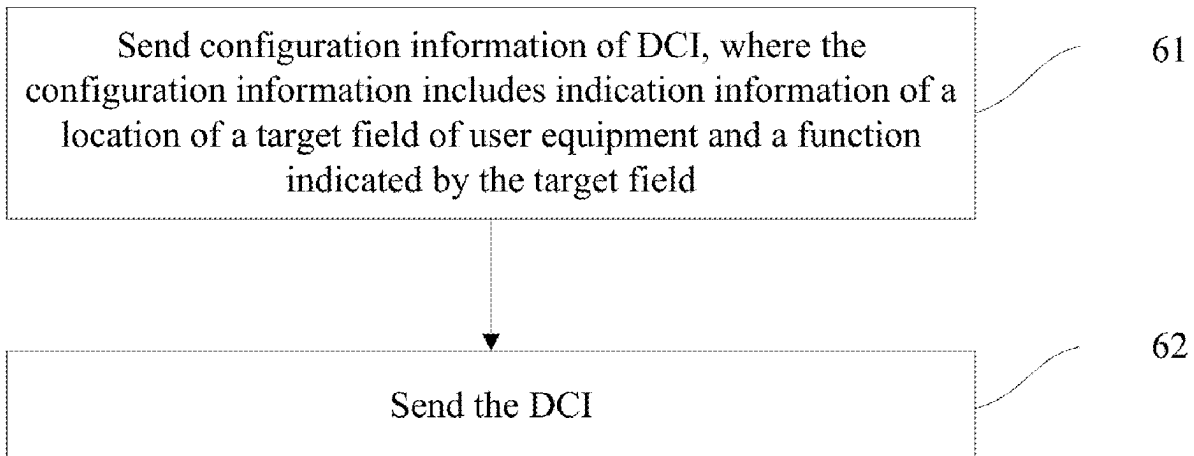 Send configuration information of DCI, where the
configuration information includes indication information of a
location of a target field of user equipment and a function
indicated by the target field
61
Send the DCI
62